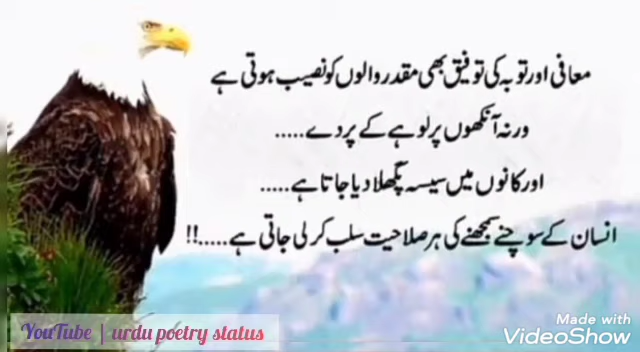 معافی اور توبہ کی توفیق بھی مقدر والوں کو نصیب ہوتی ہے
ورنہ آنکھوں پر لوہے کے پردے.....
اور کانوں میں سیسہ پگھلا دیا جاتا ہے.....
انسان کے سوچنے سمجھنے کی ہر صلاحیت سلب کر لی جاتی ہے.....!!
YouTube | urdu poetry status
Made with
VideoShow